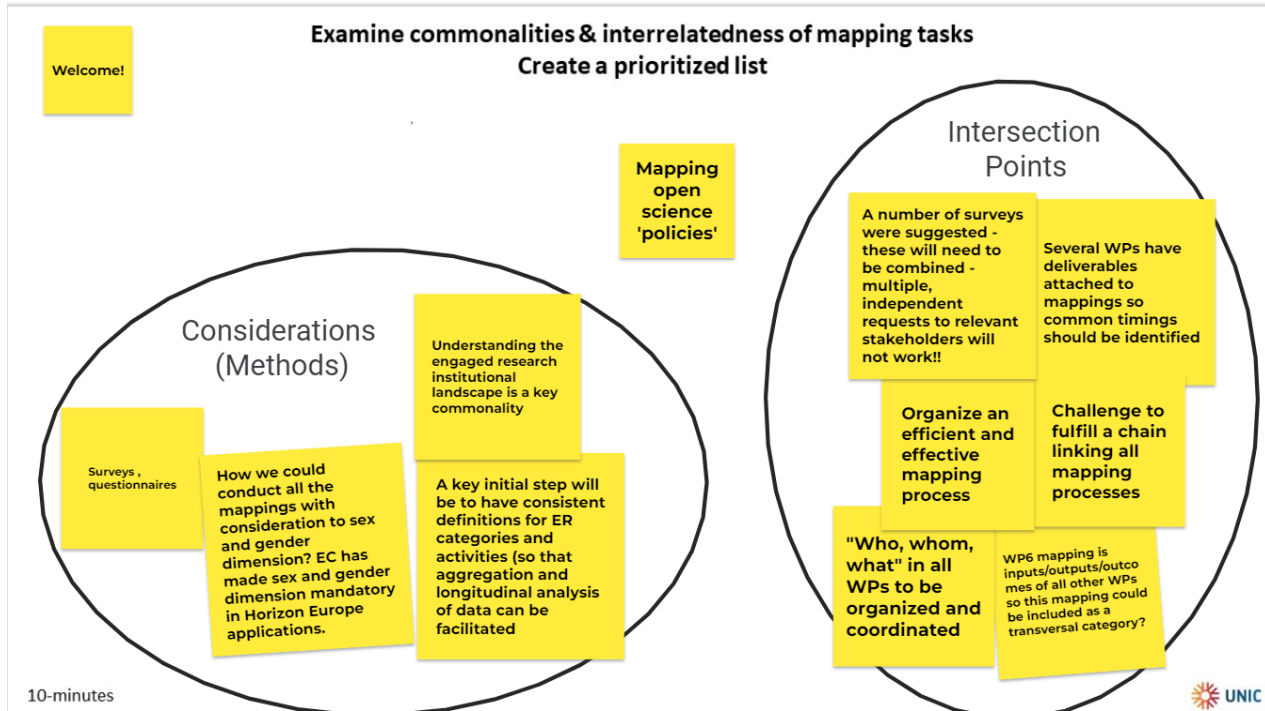 Examine commonalities & interrelatedness of mapping tasks
Create a prioritized list
Welcome!
Mapping
open
science
'policies'
Considerations
(Methods)
Surveys ,
questionnaires
How we could
conduct all the
mappings with
consideration to sex
and gender
dimension? EC has
made sex and gender
dimension mandatory
in Horizon Europe
applications.
Understanding the
engaged research
institutional
landscape is a key
commonality
A key initial step will
be to have consistent
definitions for ER
categories and
activities (so that
aggregation and
longitudinal analysis
of data can be
facilitated
Intersection
Points
A number of surveys
were suggested -
these will need to
be combined -
multiple,
independent
requests to relevant
stakeholders will
not work!!
Several WPs have
deliverables
attached to
mappings so
common timings
should be identified
Organize an
efficient and
effective
mapping
process
Challenge to
fulfill a chain
linking all
mapping
processes
"Who, whom,
what" in all
WPs to be
organized and
coordinated
WP6 mapping is
inputs/outputs/outco
mes of all other WPs
so this mapping could
be included as a
transversal category?
10-minutes
UNIC